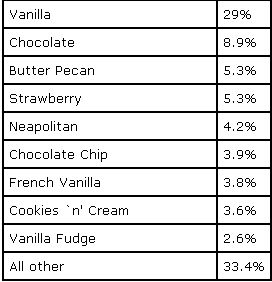 Vanilla 29%
Chocolate 8.9%
Butter Pecan 5.3%
Strawberry 5.3%
Neapolitan 4.2%
Chocolate Chip 3.9%
French Vanilla 3.8%
Cookies `n' Cream 3.6%
Vanilla Fudge 2.6%
All other 33.4%